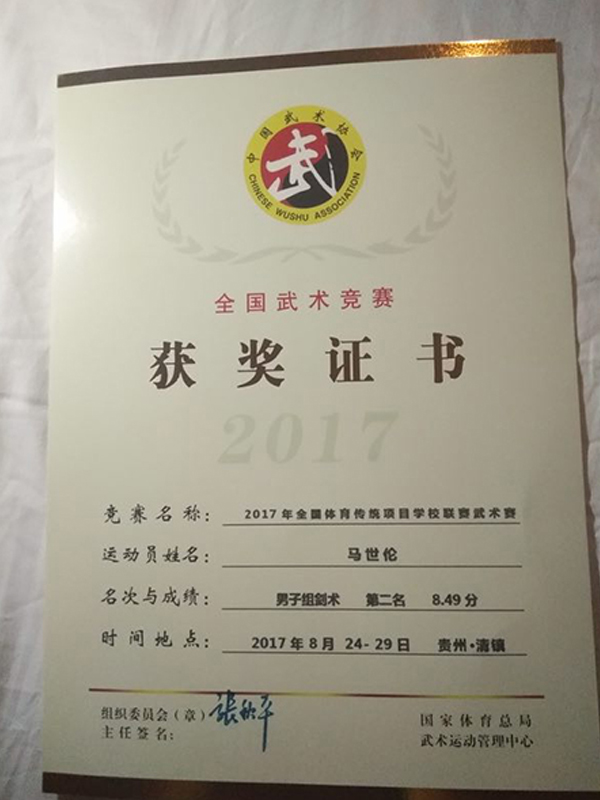 中国武术协会
武
CHINESE WUSHU ASSOCIATION
全国武术竞赛
获奖证书
2017
竞赛名称: 2017年全国体育传统项目学校联赛武术赛
运动员姓名: 马世伦
名次与成绩: 男子组剑术 第二名 8.49分
时间地点: 2017年8月 24-29日 贵州·清镇
组织委员会(章) 国家体育总局
主任签名: 武术运动管理中心